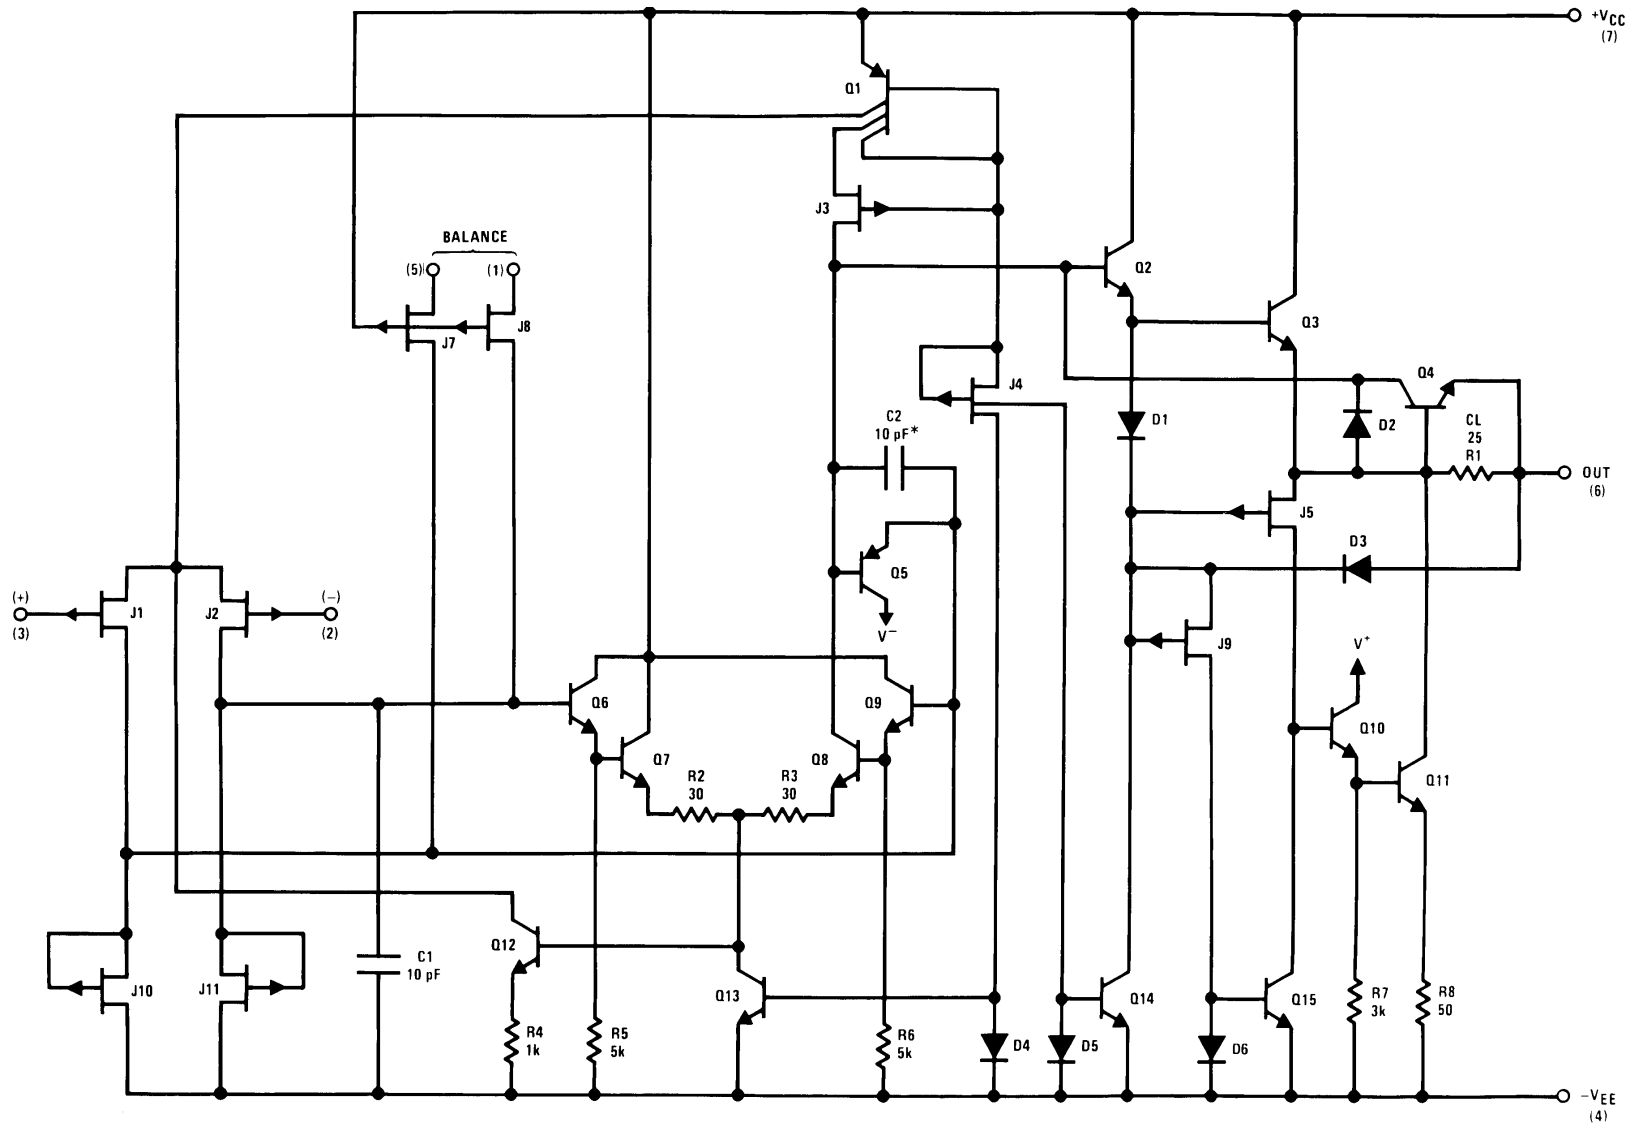 +VCC
(7)
Q1
J3
BALANCE
(5)
(1)
J7
J8
Q2
Q3
J4
Q4
C2
10 pF*
D1
D2
CL
25
R1
OUT
(6)
J5
D3
Q5
V−
(+)
(3)
J1
J2
(−)
(2)
J9
V+
Q6
Q9
Q10
Q7
Q8
R2
30
R3
30
Q11
Q12
C1
10 pF
J10
J11
Q13
Q14
Q15
R7
3k
R8
50
R4
1k
R5
5k
R6
5k
D4
D5
D6
−VEE
(4)